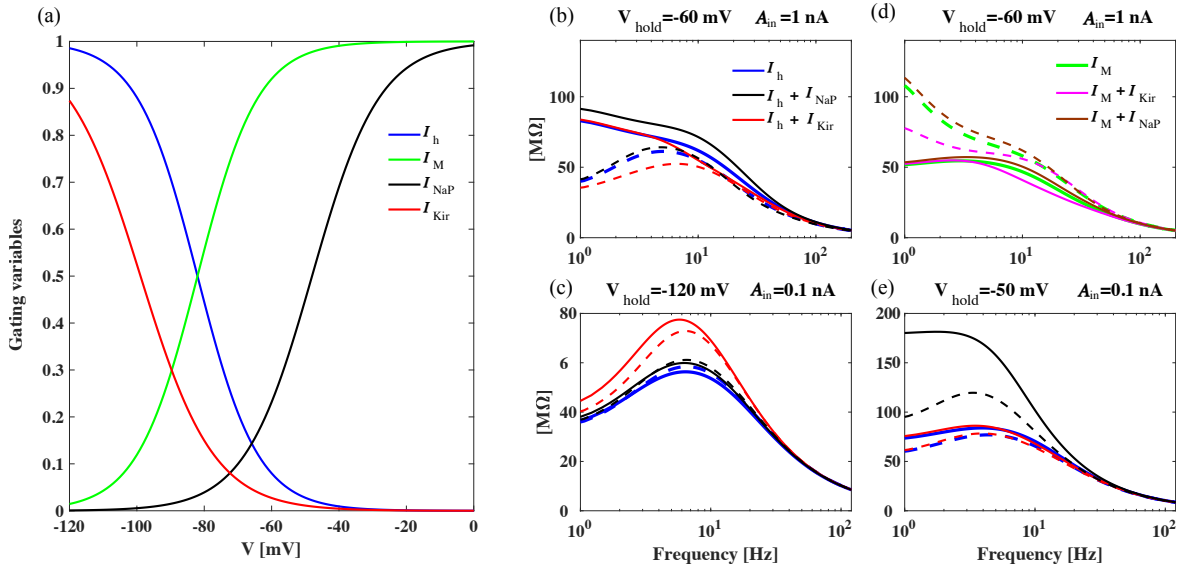 (a)
1
0.9
0.8
0.7
0.6
0.5
0.4
0.3
0.2
0.1
0
Gating variables
-120 -100 -80 -60 -40 -20 0
V [mV]
I h
I M
I NaP
I Kir
(b) V hold=-60 mV A in=1 nA
100
50
0
[MΩ]
10^0 10^1 10^2
I h
I h + I NaP
I h + I Kir
(d) V hold=-60 mV A in=1 nA
100
50
0
10^0 10^1 10^2
I M
I M + I Kir
I M + I NaP
(c) V hold=-120 mV A in=0.1 nA
80
6
40
20
0
[MΩ]
10^0 10^1 10^2
Frequency [Hz]
(e) V hold=-50 mV A in=0.1 nA
200
150
100
50
0
10^0 10^1 10^2
Frequency [Hz]